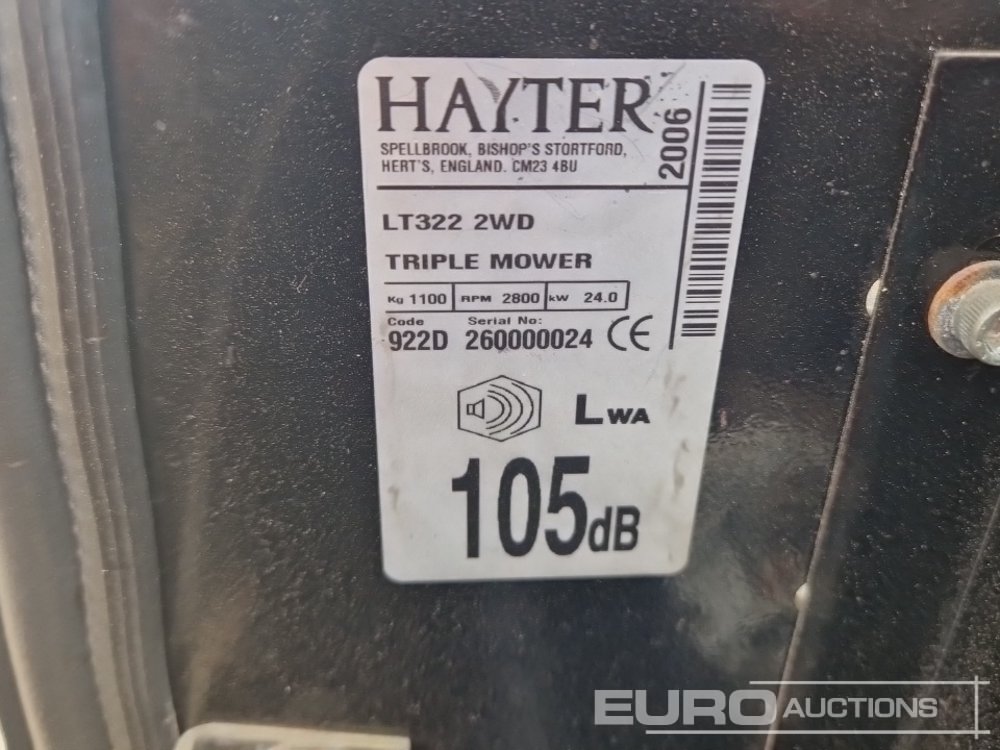 HAYTER
SPELLBROOK, BISHOP'S STORTFORD,
HERT'S, ENGLAND. CM23 4BU
2006
LT322 2WD
TRIPLE MOWER
Kg 1100 RPM 2800 kW 24.0
Code Serial No:
922D 260000024 CE
LWA
105dB
EURO AUCTIONS